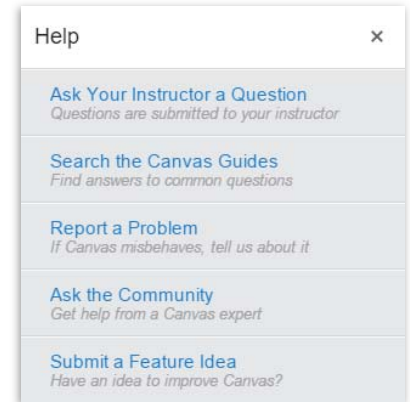 Help ×
Ask Your Instructor a Question
Questions are submitted to your instructor
Search the Canvas Guides
Find answers to common questions
Report a Problem
If Canvas misbehaves, tell us about it
Ask the Community
Get help from a Canvas expert
Submit a Feature Idea
Have an idea to improve Canvas?